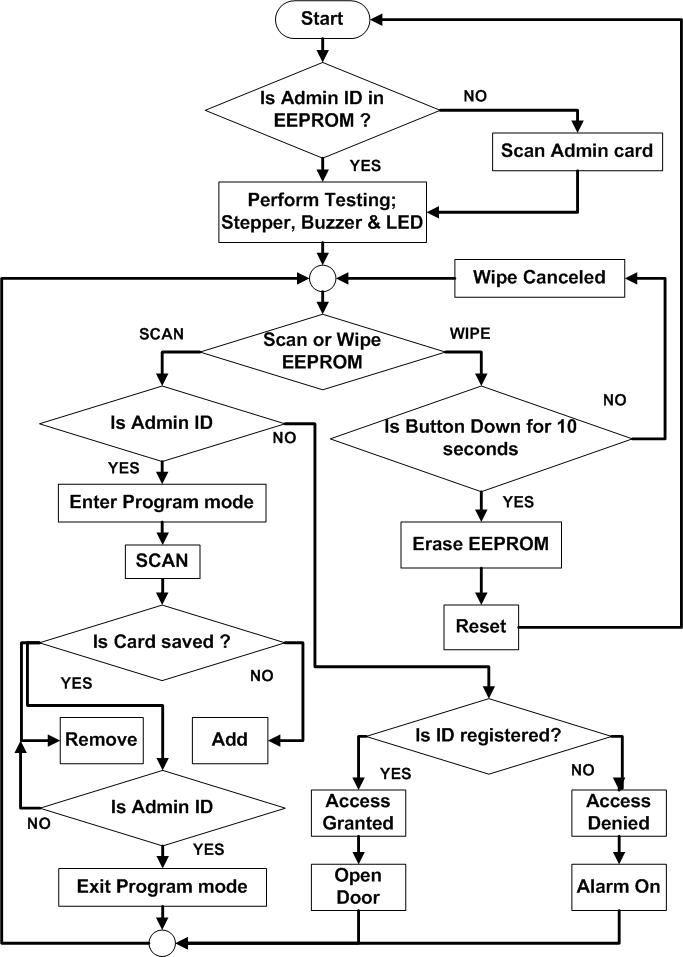 Start
Is Admin ID in
EEPROM ?
NO
Scan Admin card
YES
Perform Testing;
Stepper, Buzzer & LED
Wipe Canceled
SCAN
Scan or Wipe
EEPROM
WIPE
Is Admin ID
NO
Is Button Down for 10
seconds
NO
YES
Enter Program mode
YES
SCAN
Erase EEPROM
Reset
Is Card saved ?
YES
NO
Remove
Add
Is ID registered?
YES
NO
Is Admin ID
NO
YES
Access
Granted
Access
Denied
Exit Program mode
Open
Door
Alarm On